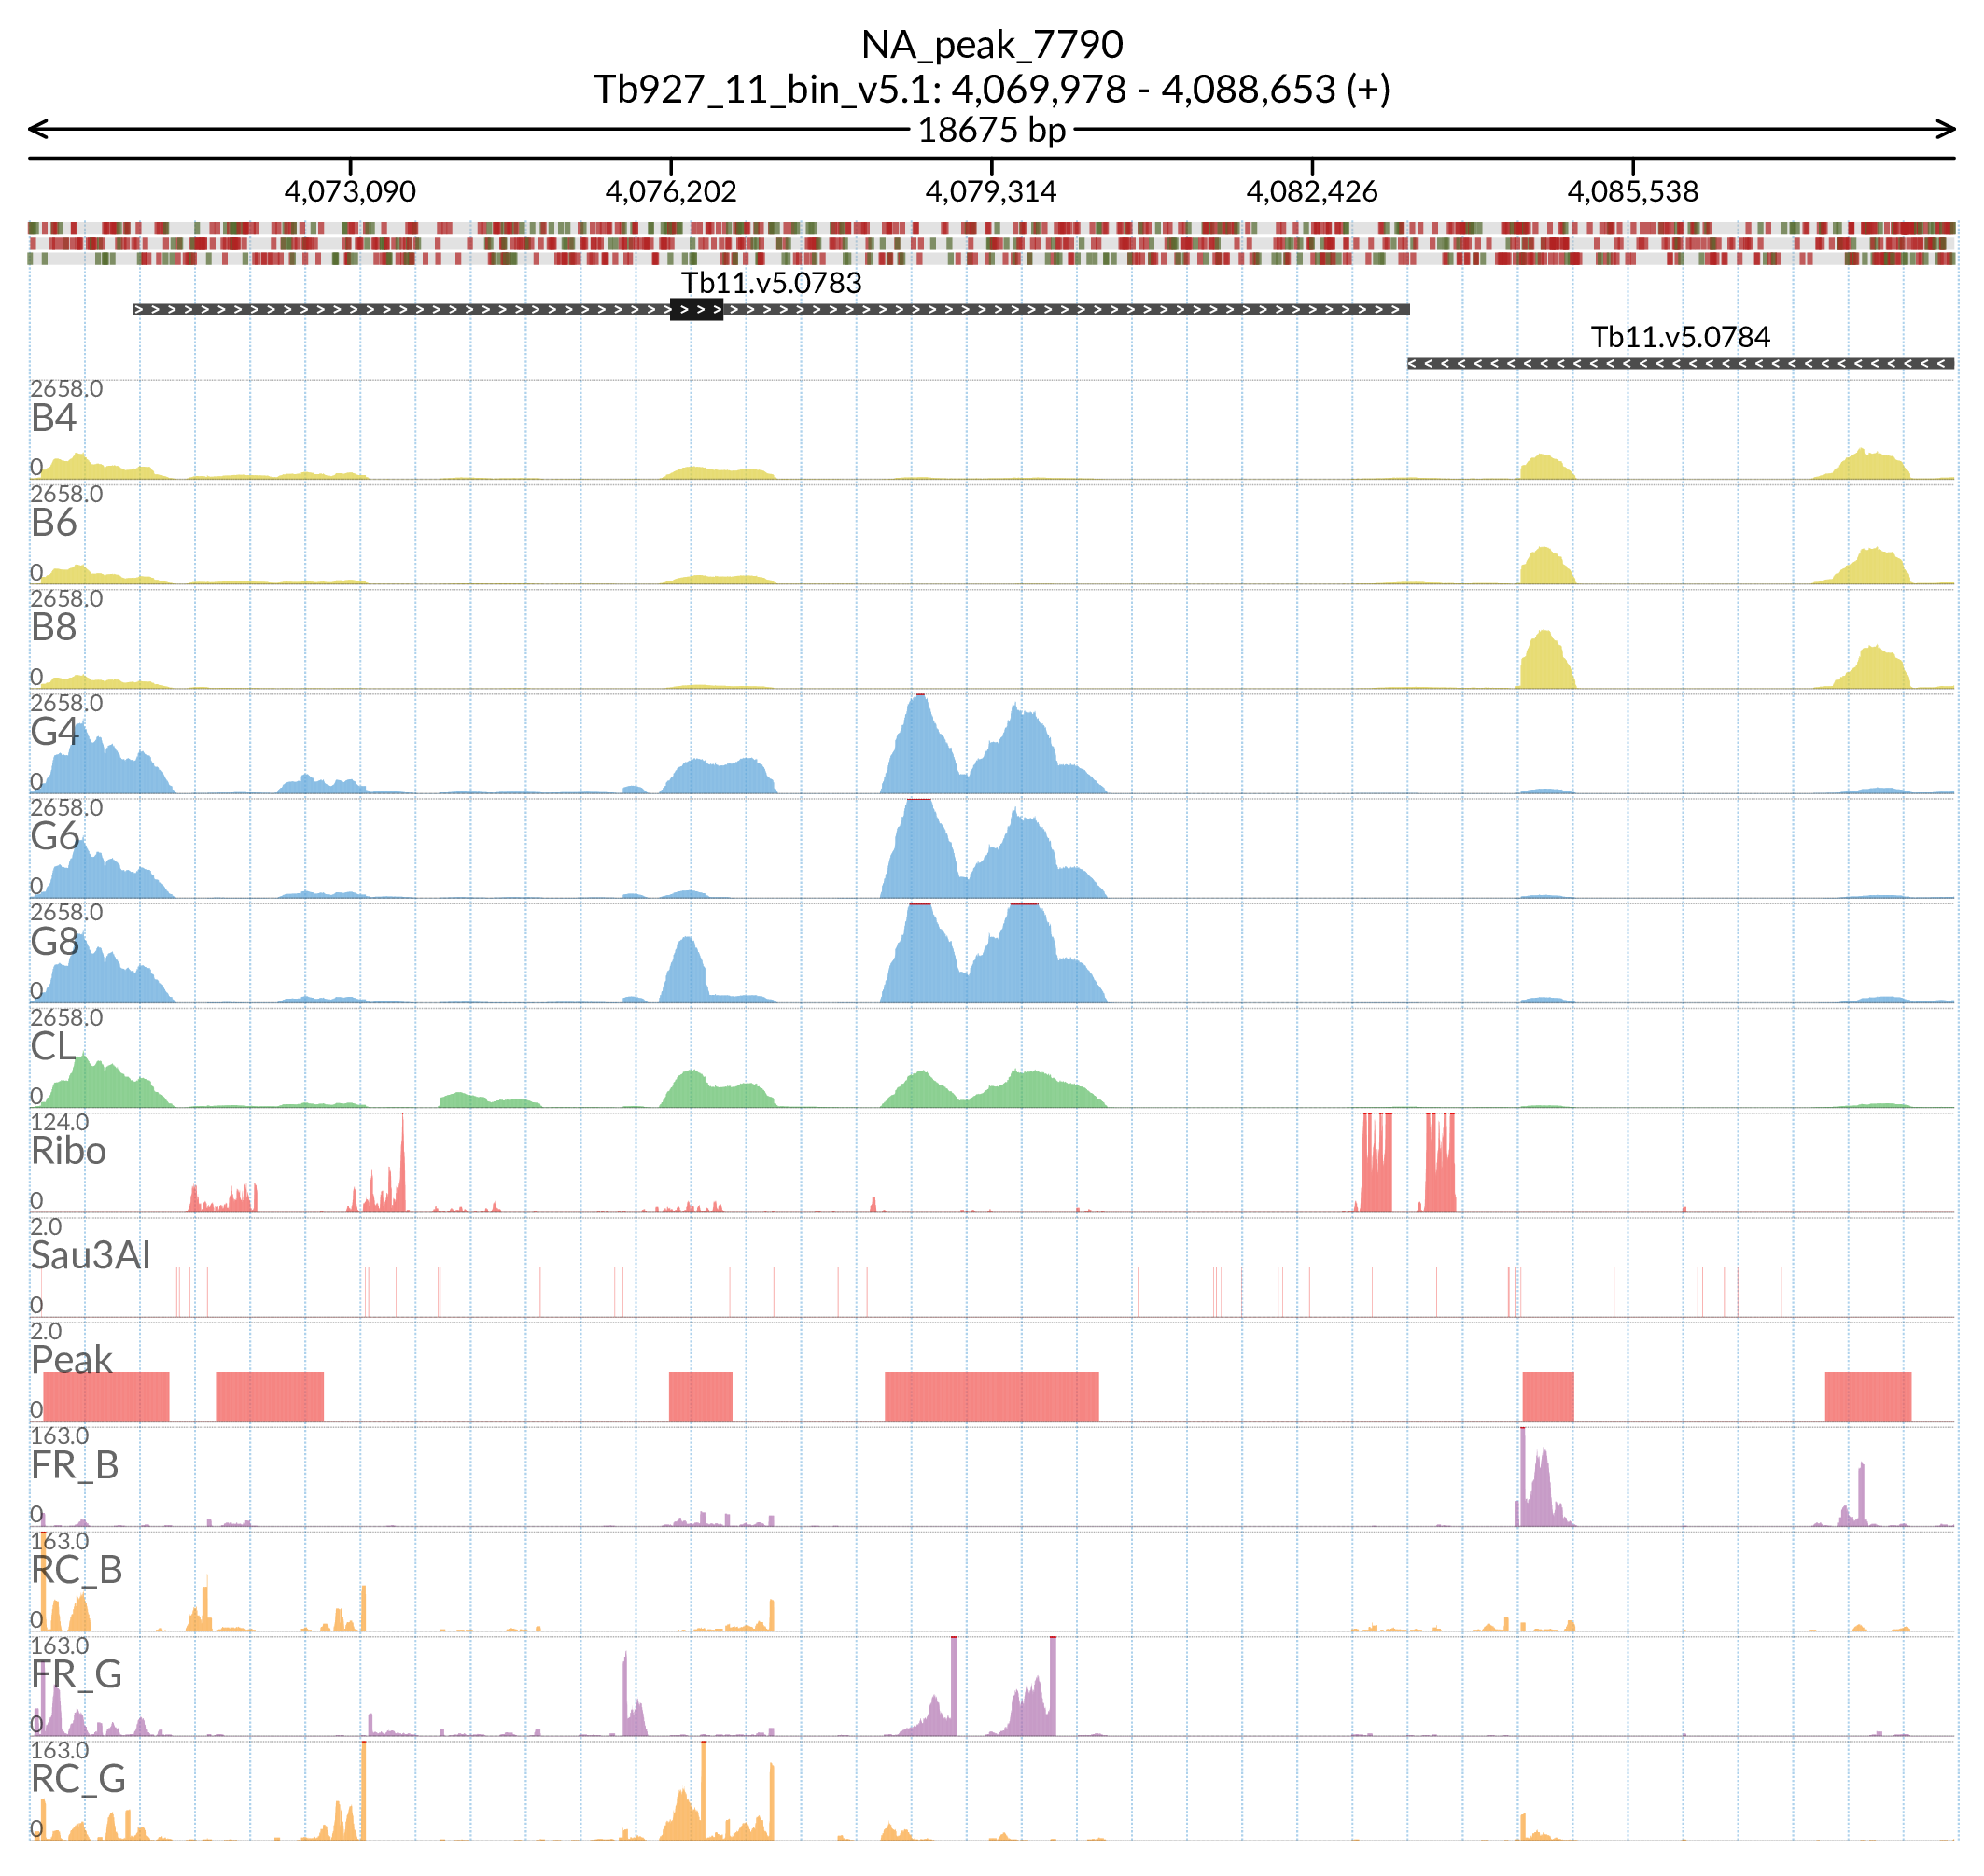 NA_peak_7790
Tb927_11_bin_v5.1: 4,069,978 - 4,088,653 (+)
18675 bp
4,073,090 4,076,202 4,079,314 4,082,426 4,085,538
Tb11.v5.0783
Tb11.v5.0784
2658.0
B4
0
2658.0
B6
0
2658.0
B8
0
2658.0
G4
0
2658.0
G6
0
2658.0
G8
0
2658.0
CL
0
124.0
Ribo
0
2.0
Sau3AI
0
2.0
Peak
0
163.0
FR_B
0
163.0
RC_B
0
163.0
FR_G
0
163.0
RC_G
0